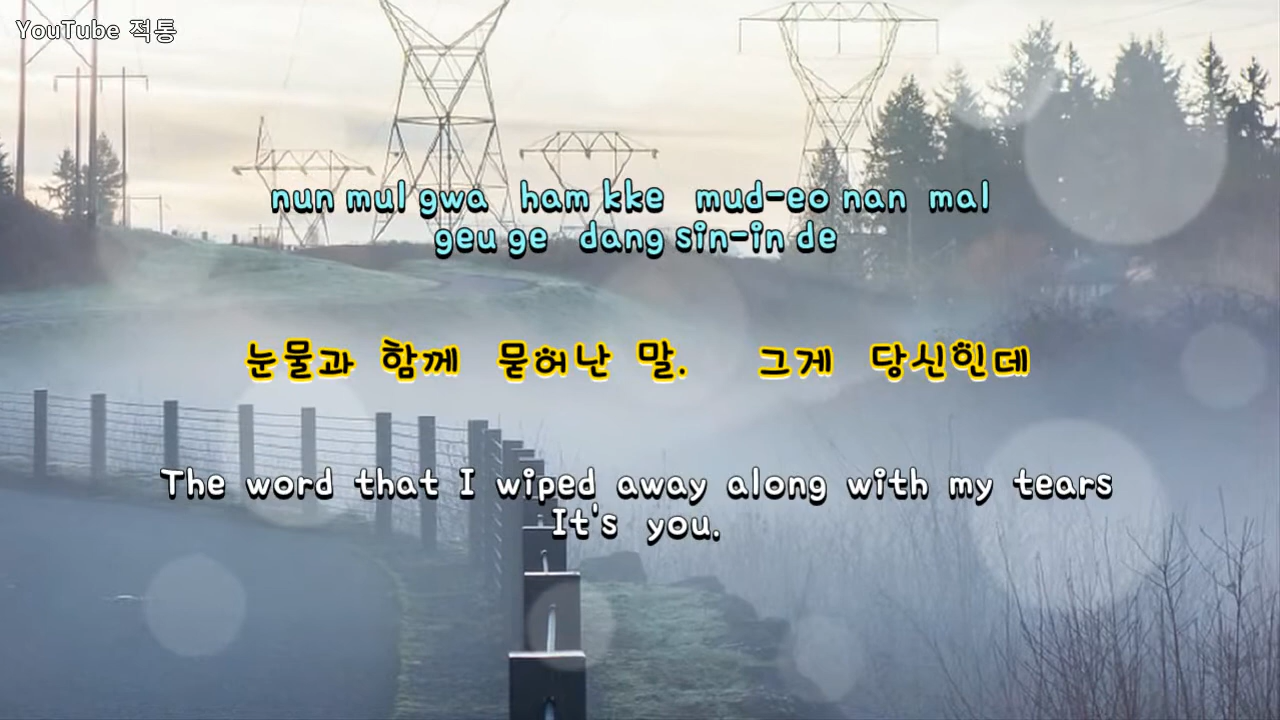 YouTube 적통
nun mul gwa ham kke mud-eo nan mal
geu ge dang sin-in de
눈물과 함께 묻어난 말. 그게 당신인데
The word that I wiped away along with my tears
It's you.